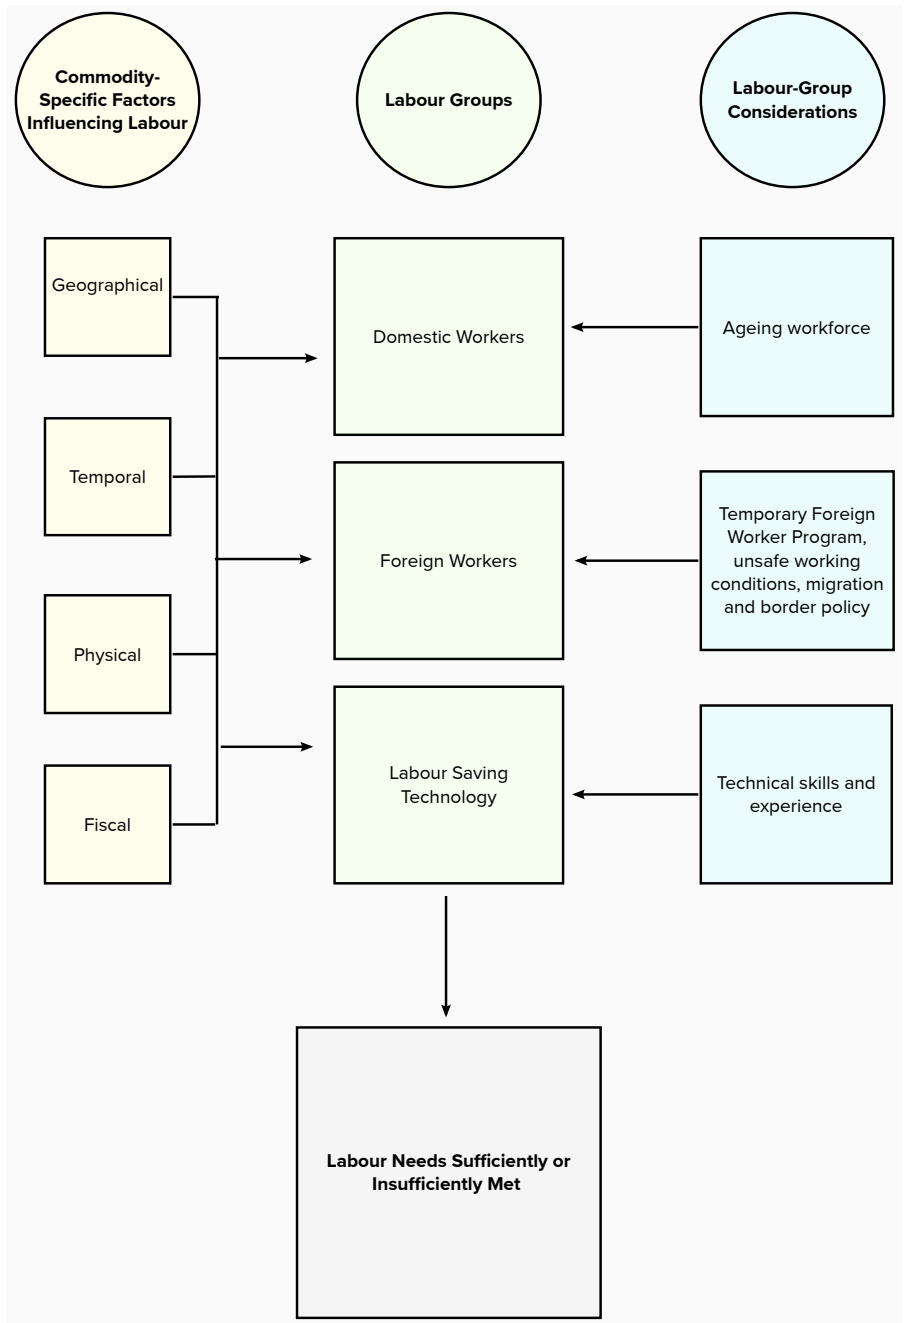 Commodity-
Specific Factors
Influencing Labour
Labour Groups
Labour-Group
Considerations
Geographical
Domestic Workers
Ageing workforce
Temporal
Foreign Workers
Temporary Foreign
Worker Program,
unsafe working
conditions, migration
and border policy
Physical
Labour Saving
Technology
Technical skills and
experience
Fiscal
Labour Needs Sufficiently or
Insufficiently Met